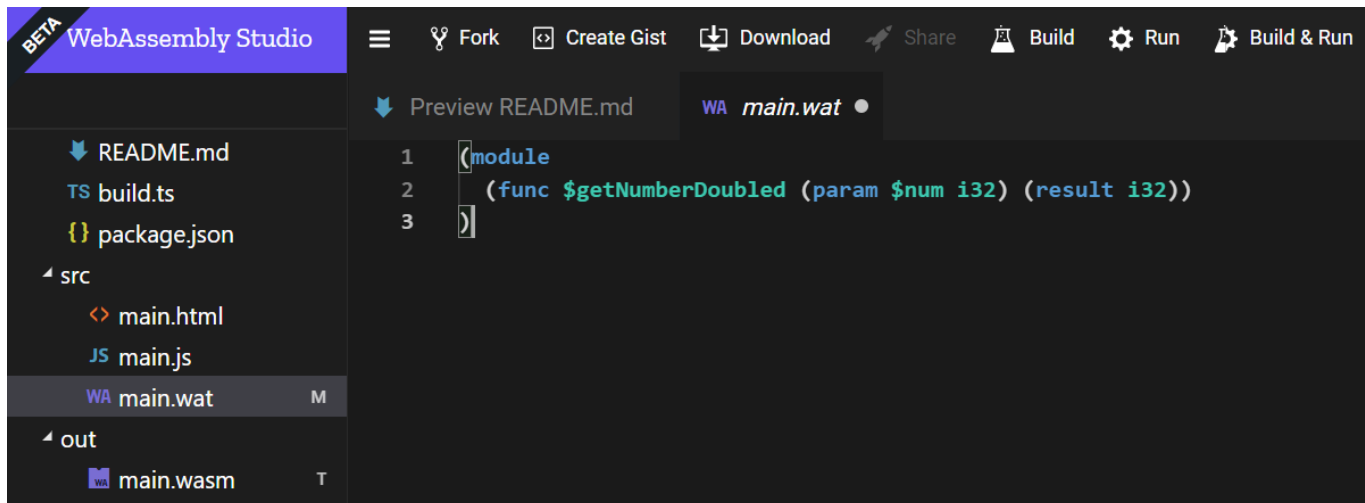 BETA
WebAssembly Studio
Fork Create Gist Download Share Build Run Build & Run
Preview README.md WA main.wat
README.md
TS build.ts
{} package.json
src
<> main.html
JS main.js
WA main.wat M
out
WA main.wasm T
1 (module
2 (func $getNumberDoubled (param $num i32) (result i32))
3 )